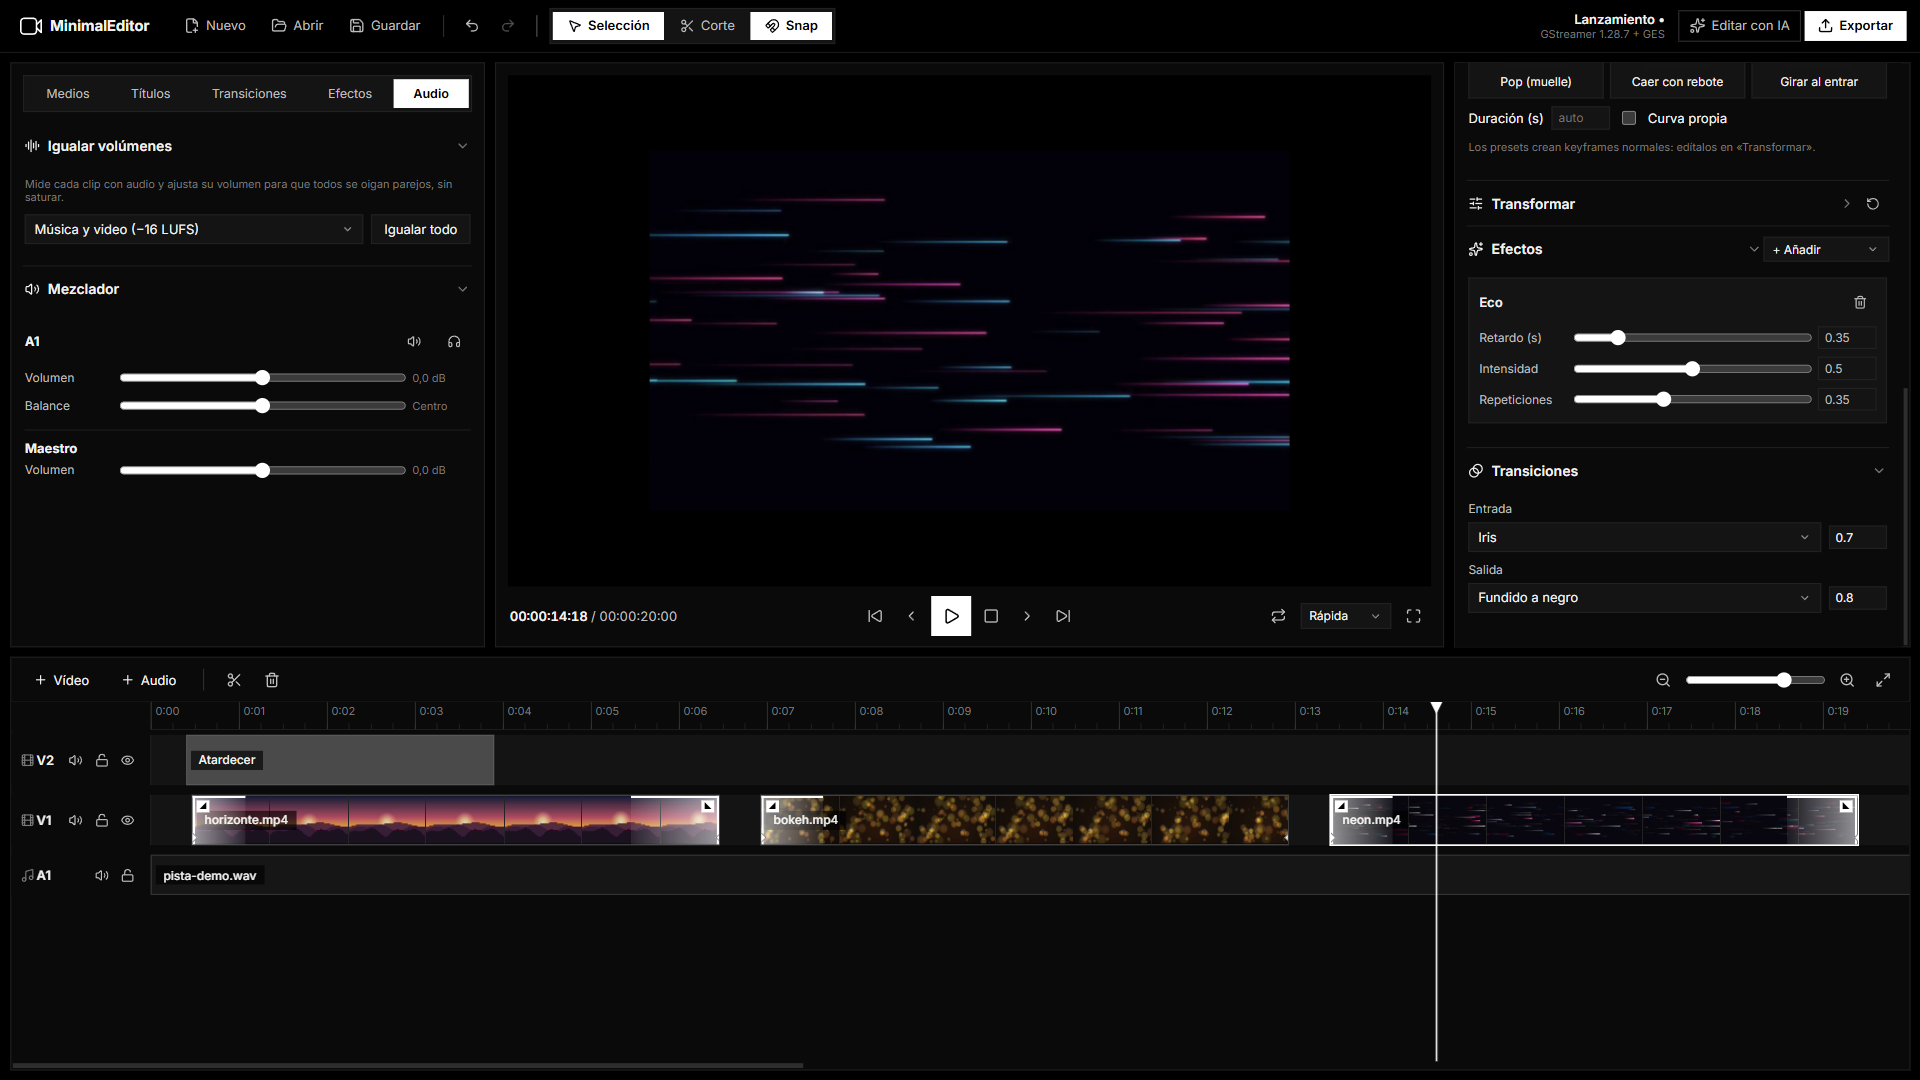 MinimalEditor
Nuevo
Abrir
Guardar
Selección
Corte
Snap
Lanzamiento •
GStreamer 1.28.7 + GES
Editar con IA
Exportar
Medios
Títulos
Transiciones
Efectos
Audio
Igualar volúmenes
Mide cada clip con audio y ajusta su volumen para que todos se oigan parejos, sin
saturar.
Música y video (−16 LUFS)
Igualar todo
Mezclador
A1
Volumen
0,0 dB
Balance
Centro
Maestro
Volumen
0,0 dB
00:00:14:18 / 00:00:20:00
Rápida
Pop (muelle)
Caer con rebote
Girar al entrar
Duración (s)
auto
Curva propia
Los presets crean keyframes normales: edítalos en «Transformar».
Transformar
Efectos
+ Añadir
Eco
Retardo (s)
0.35
Intensidad
0.5
Repeticiones
0.35
Transiciones
Entrada
Iris
0.7
Salida
Fundido a negro
0.8
+ Vídeo
+ Audio
0:00
0:01
0:02
0:03
0:04
0:05
0:06
0:07
0:08
0:09
0:10
0:11
0:12
0:13
0:14
0:15
0:16
0:17
0:18
0:19
V2
Atardecer
V1
horizonte.mp4
bokeh.mp4
neon.mp4
A1
pista-demo.wav